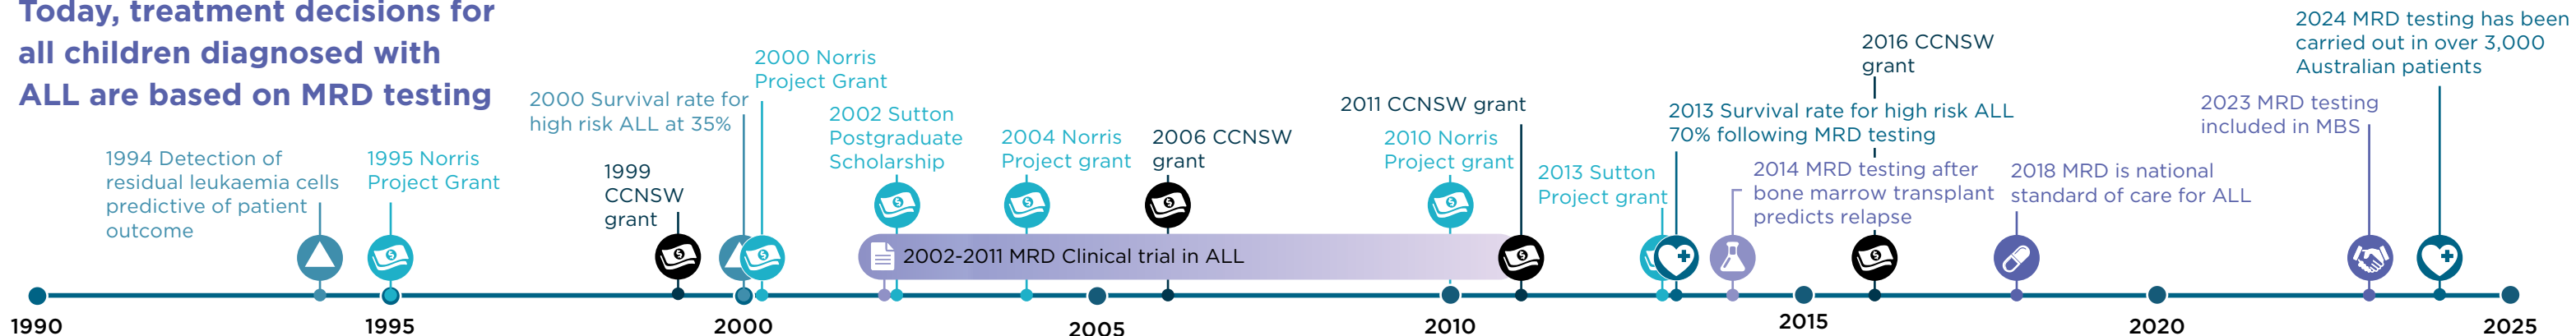 Today, treatment decisions for
all children diagnosed with
ALL are based on MRD testing
1994 Detection of
residual leukaemia cells
predictive of patient
outcome
1995 Norris
Project Grant
1999
CCNSW
grant
2000 Survival rate for
high risk ALL at 35%
2000 Norris
Project Grant
2002 Sutton
Postgraduate
Scholarship
2004 Norris
Project grant
2006 CCNSW
grant
2002-2011 MRD Clinical trial in ALL
2010 Norris
Project grant
2011 CCNSW grant
2013 Sutton
Project grant
2013 Survival rate for high risk ALL
70% following MRD testing
2014 MRD testing after
bone marrow transplant
predicts relapse
2016 CCNSW
grant
2018 MRD is national
standard of care for ALL
2023 MRD testing
included in MBS
2024 MRD testing has been
carried out in over 3,000
Australian patients
1990
1995
2000
2005
2010
2015
2020
2025